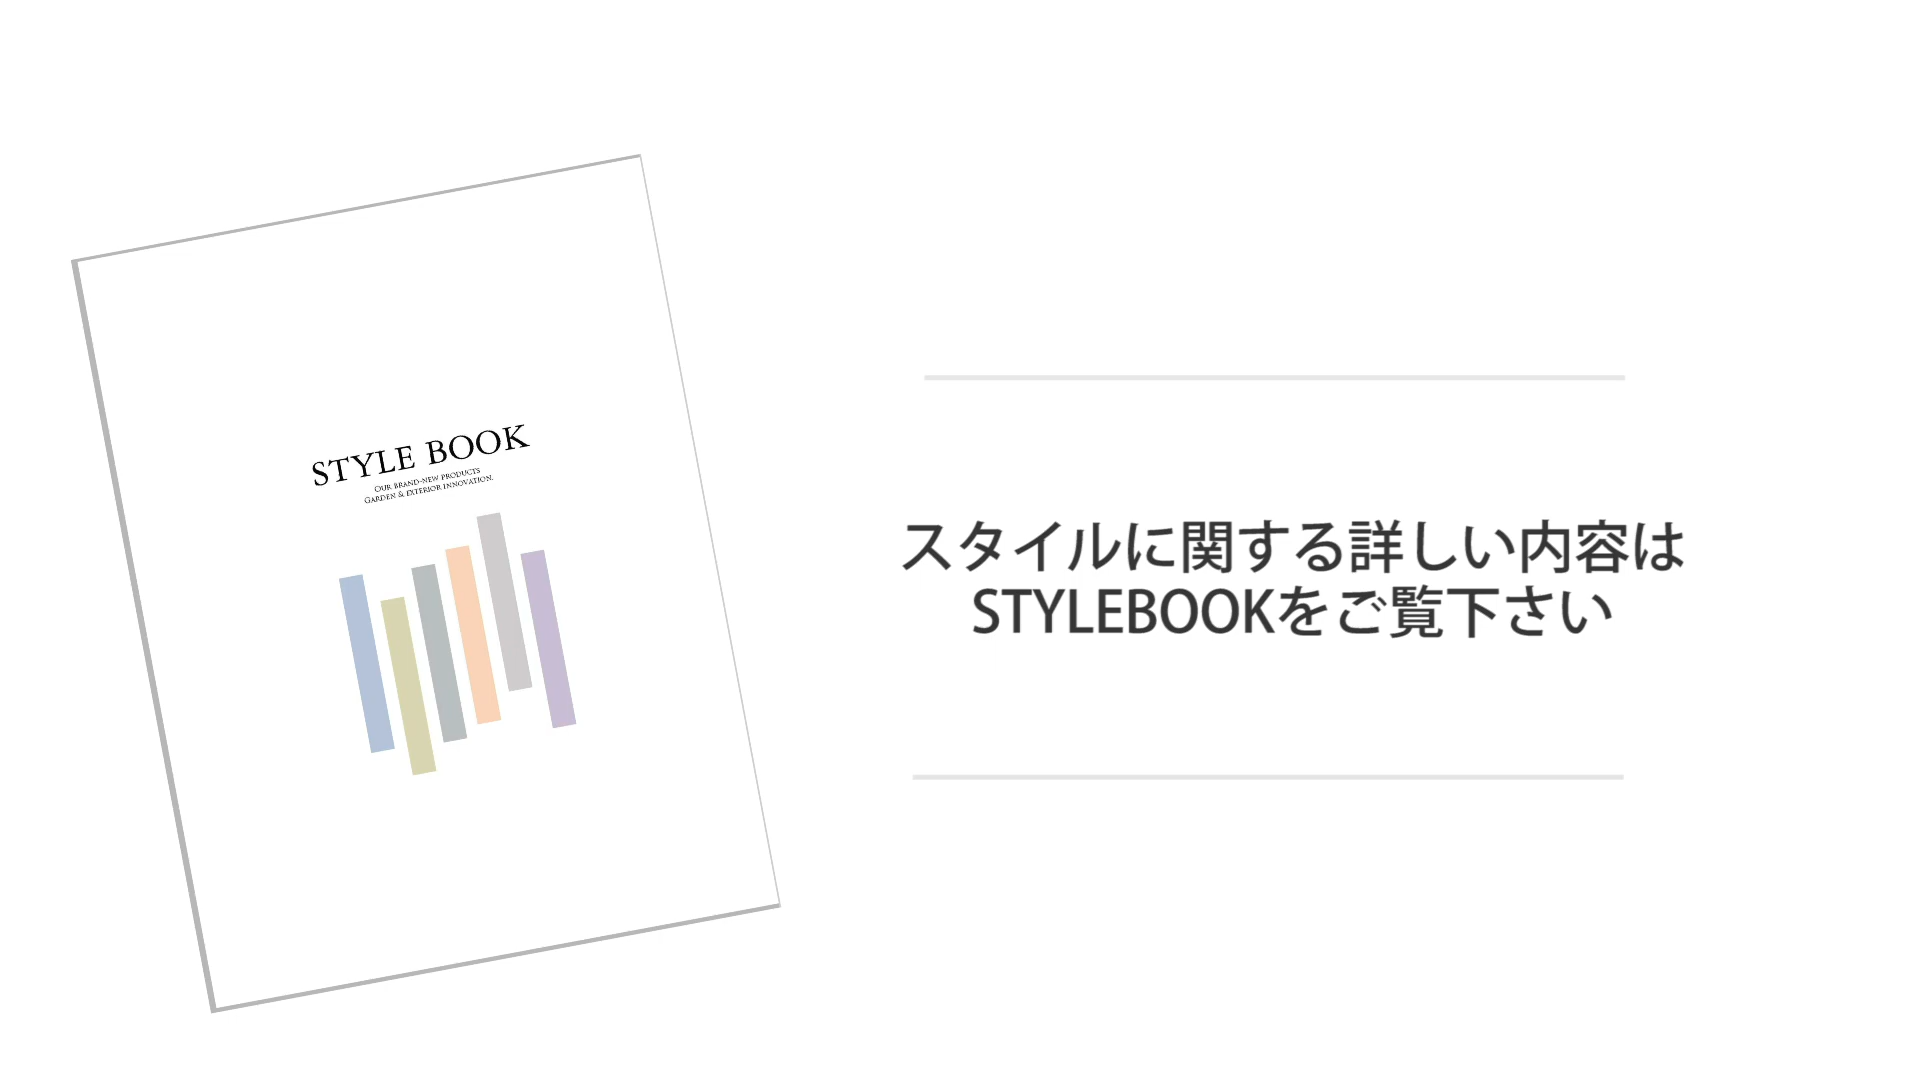 STYLE BOOK
OUR BRAND-NEW PRODUCTS
GARDEN & EXTERIOR INNOVATION.
スタイルに関する詳しい内容は
STYLEBOOKをご覧下さい